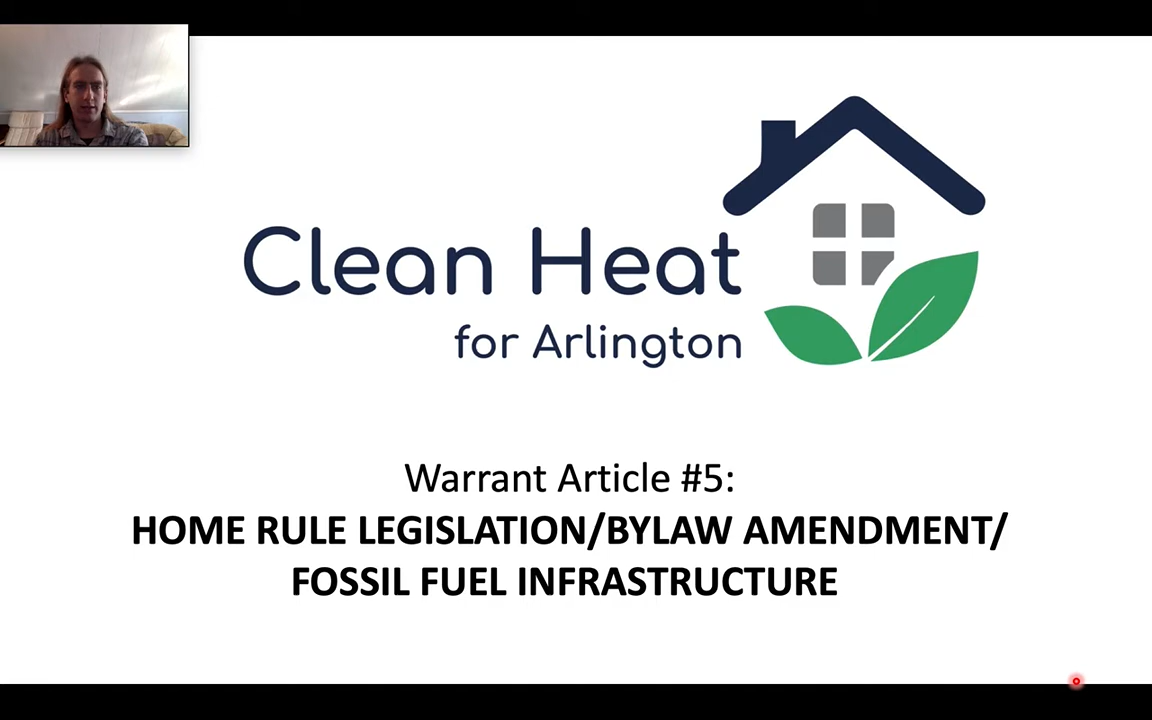 Clean Heat
for Arlington
Warrant Article #5:
HOME RULE LEGISLATION/BYLAW AMENDMENT/
FOSSIL FUEL INFRASTRUCTURE